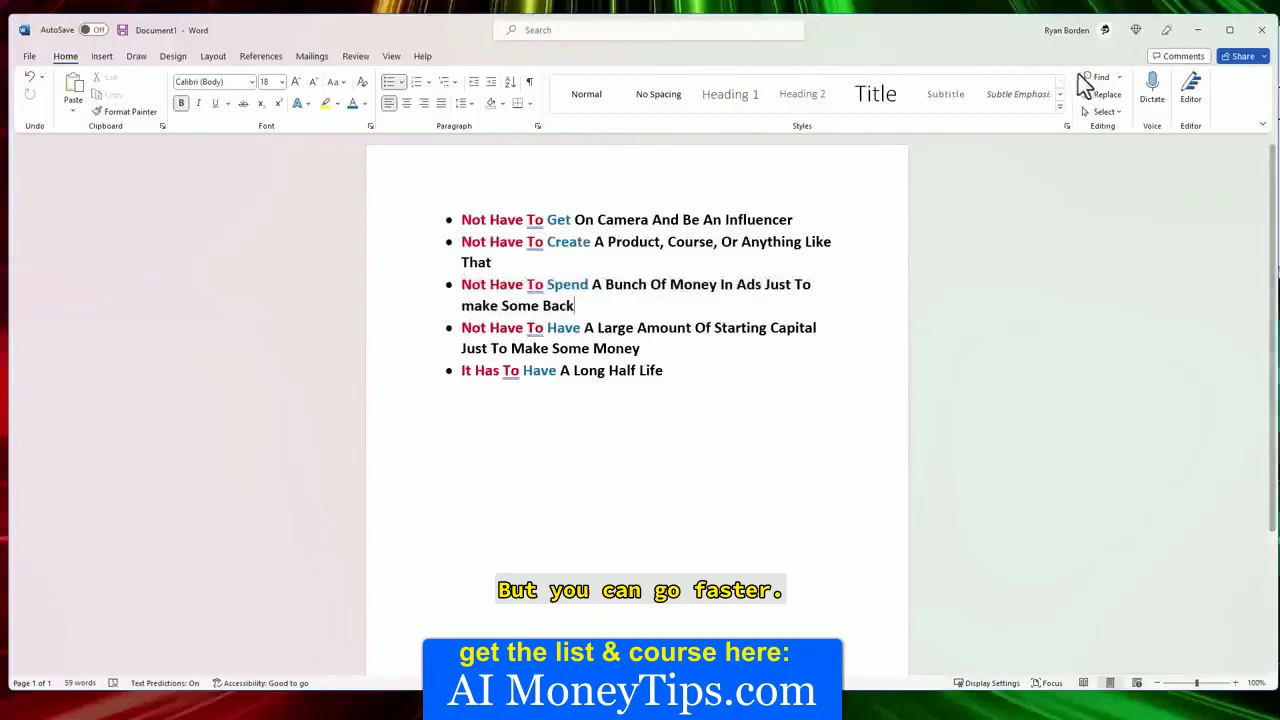 AutoSave Off Document1 - Word Search Ryan Borden
File Home Insert Draw Design Layout References Mailings Review View Help Comments Share
Calibri (Body) 18 Normal No Spacing Heading 1 Heading 2 Title Subtitle Subtle Emphasis Find
Paste Cut Copy Format Painter Replace Dictate Editor
Select
Undo Clipboard Font Paragraph Styles Editing Voice Editor
• Not Have To Get On Camera And Be An Influencer
• Not Have To Create A Product, Course, Or Anything Like
That
• Not Have To Spend A Bunch Of Money In Ads Just To
make Some Back
• Not Have To Have A Large Amount Of Starting Capital
Just To Make Some Money
• It Has To Have A Long Half Life
But you can go faster.
get the list & course here:
AI MoneyTips.com
Page 1 of 1 59 words Text Predictions: On Accessibility: Good to go Display Settings Focus 100%